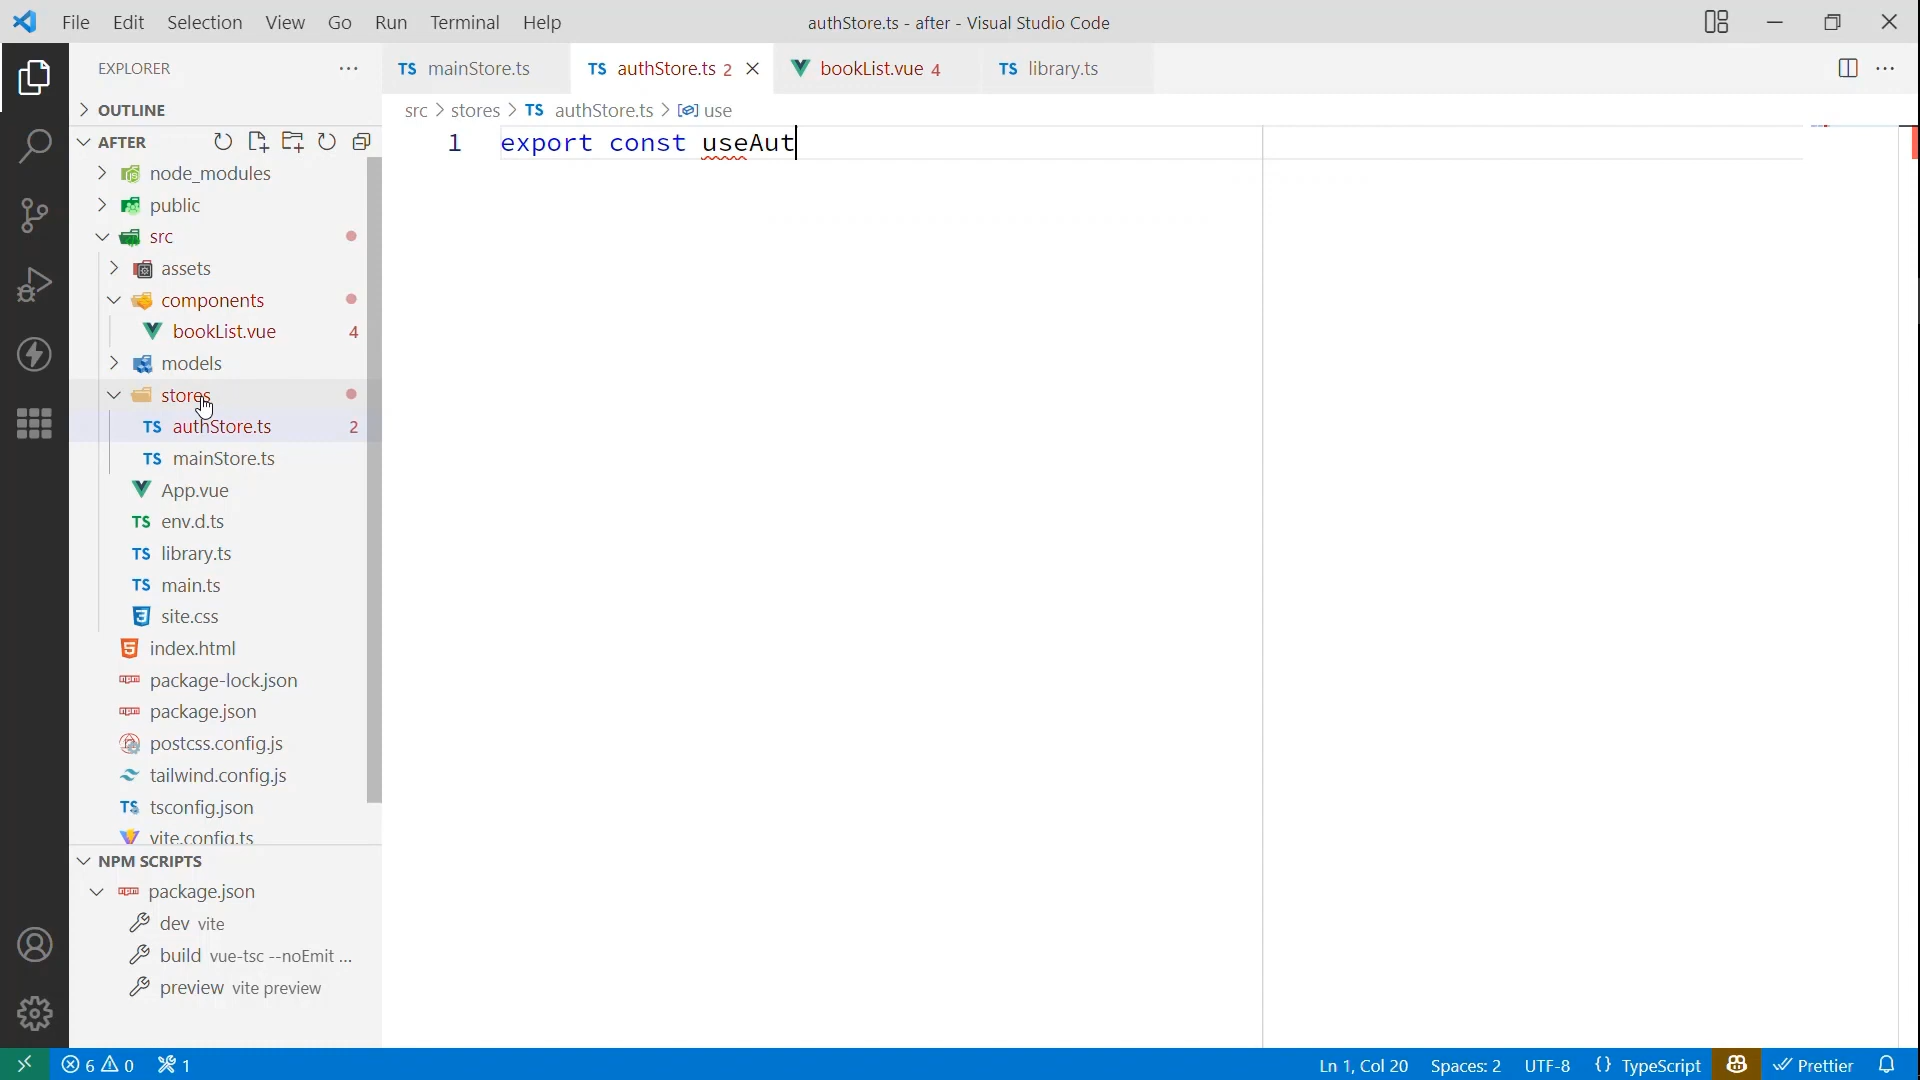 File Edit Selection View Go Run Terminal Help
authStore.ts - after - Visual Studio Code
EXPLORER
OUTLINE
AFTER
node_modules
public
src
assets
components
bookList.vue 4
models
stores
TS authStore.ts 2
TS mainStore.ts
App.vue
TS env.d.ts
TS library.ts
TS main.ts
site.css
index.html
package-lock.json
package.json
postcss.config.js
tailwind.config.js
TS tsconfig.json
vite.config.ts
NPM SCRIPTS
package.json
dev vite
build vue-tsc --noEmit ...
preview vite preview
TS mainStore.ts
TS authStore.ts 2
bookList.vue 4
TS library.ts
src > stores > TS authStore.ts > use
1 export const useAut
6 0 1
Ln 1, Col 20 Spaces: 2 UTF-8 {} TypeScript Prettier